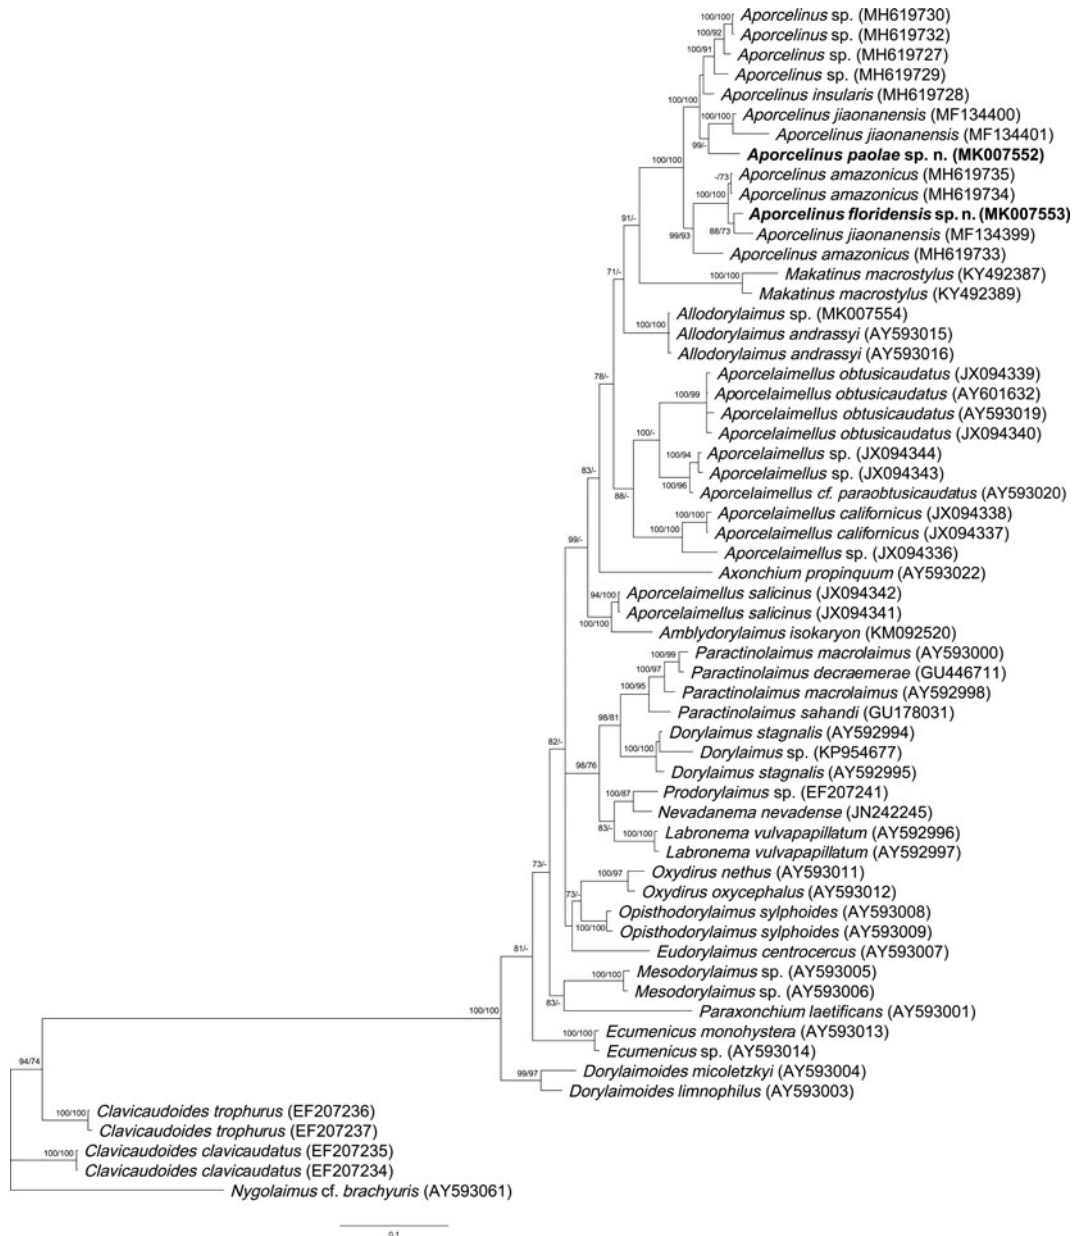 100/100 Aporcelinus sp. (MH619730)
100/92 Aporcelinus sp. (MH619732)
100/91 Aporcelinus sp. (MH619727)
Aporcelinus sp. (MH619729)
100/100 Aporcelinus insularis (MH619728)
100/100 Aporcelinus jiaonanensis (MF134400)
Aporcelinus jiaonanensis (MF134401)
99/- Aporcelinus paolae sp. n. (MK007552)
100/100 -/73 Aporcelinus amazonicus (MH619735)
100/100 Aporcelinus amazonicus (MH619734)
Aporcelinus floridensis sp. n. (MK007553)
91/- 99/93 88/73 Aporcelinus jiaonanensis (MF134399)
Aporcelinus amazonicus (MH619733)
71/- 100/100 Makatinus macrostylus (KY492387)
Makatinus macrostylus (KY492389)
Allodorylaimus sp. (MK007554)
100/100 Allodorylaimus andrassyi (AY593015)
Allodorylaimus andrassyi (AY593016)
78/- Aporcelaimellus obtusicaudatus (JX094339)
100/99 Aporcelaimellus obtusicaudatus (AY601632)
Aporcelaimellus obtusicaudatus (AY593019)
100/- Aporcelaimellus obtusicaudatus (JX094340)
100/94 Aporcelaimellus sp. (JX094344)
83/- Aporcelaimellus sp. (JX094343)
88/- 100/96 Aporcelaimellus cf. paraobtusicaudatus (AY593020)
100/100 Aporcelaimellus californicus (JX094338)
100/100 Aporcelaimellus californicus (JX094337)
99/- Aporcelaimellus sp. (JX094336)
Axonchium propinquum (AY593022)
94/100 Aporcelaimellus salicinus (JX094342)
100/100 Aporcelaimellus salicinus (JX094341)
Amblydorylaimus isokaryon (KM092520)
100/99 Paractinolaimus macrolaimus (AY593000)
100/97 Paractinolaimus decraemerae (GU446711)
100/95 Paractinolaimus macrolaimus (AY592998)
98/81 Paractinolaimus sahandi (GU178031)
Dorylaimus stagnalis (AY592994)
82/- 100/100 Dorylaimus sp. (KP954677)
98/76 Dorylaimus stagnalis (AY592995)
100/87 Prodorylaimus sp. (EF207241)
Nevadanema nevadense (JN242245)
83/- 100/100 Labronema vulvapapillatum (AY592996)
Labronema vulvapapillatum (AY592997)
73/- 100/97 Oxydirus nethus (AY593011)
73/- Oxydirus oxycephalus (AY593012)
Opisthodorylaimus sylphoides (AY593008)
100/100 Opisthodorylaimus sylphoides (AY593009)
81/- Eudorylaimus centrocercus (AY593007)
100/100 Mesodorylaimus sp. (AY593005)
Mesodorylaimus sp. (AY593006)
100/100 83/- Paraxonchium laetificans (AY593001)
100/100 Ecumenicus monohystera (AY593013)
Ecumenicus sp. (AY593014)
94/74 99/97 Dorylaimoides micoletzkyi (AY593004)
Dorylaimoides limnophilus (AY593003)
100/100 Clavicaudoides trophurus (EF207236)
Clavicaudoides trophurus (EF207237)
100/100 Clavicaudoides clavicaudatus (EF207235)
Clavicaudoides clavicaudatus (EF207234)
Nygolaimus cf. brachyuris (AY593061)
0.1